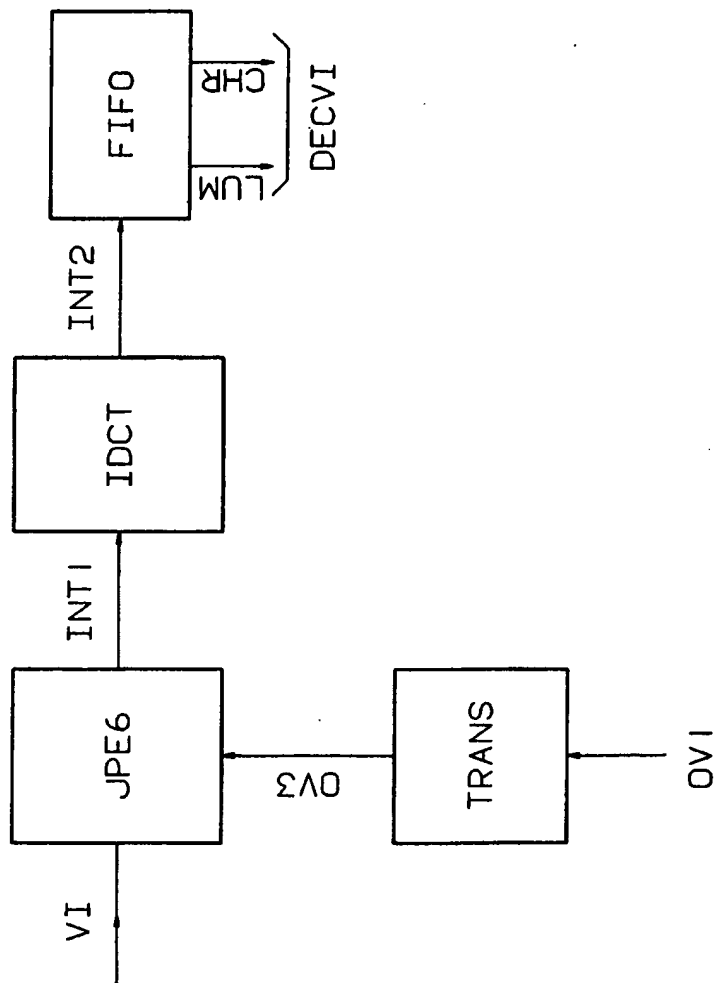 VI
JPE6
INT1
IDCT
INT2
FIFO
LUM
CHR
DECVI
OV3
TRANS
OV1